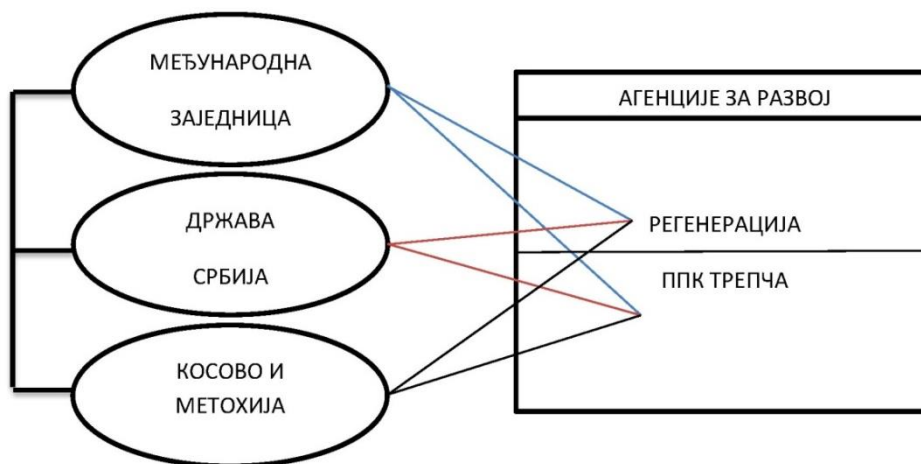 МЕЂУНАРОДНА
ЗАЈЕДНИЦА
ДРЖАВА
СРБИЈА
КОСОВО И
МЕТОХИЈА
АГЕНЦИЈЕ ЗА РАЗВОЈ
РЕГЕНЕРАЦИЈА
ППК ТРЕПЧА